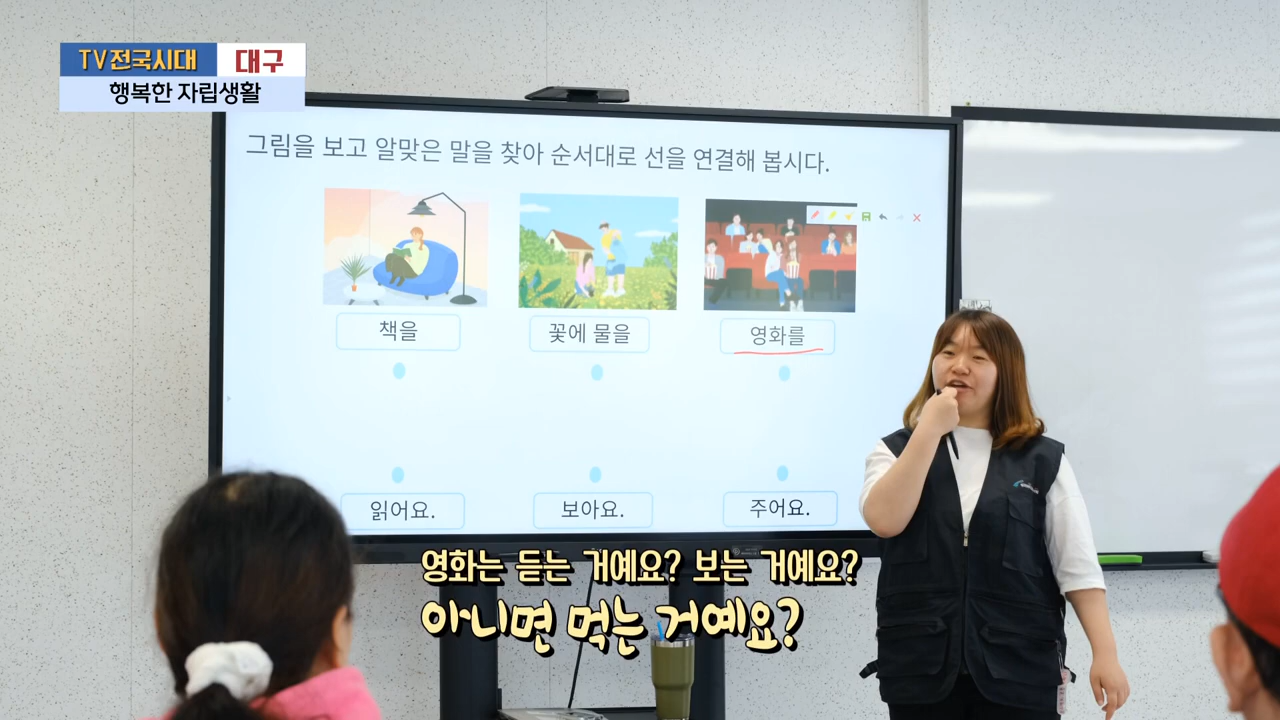 TV전국시대 대구
행복한 자립생활
그림을 보고 알맞은 말을 찾아 순서대로 선을 연결해 봅시다.
책을 꽃에 물을 영화를
읽어요. 보아요. 주어요.
영화는 듣는 거예요? 보는 거예요?
아니면 먹는 거예요?